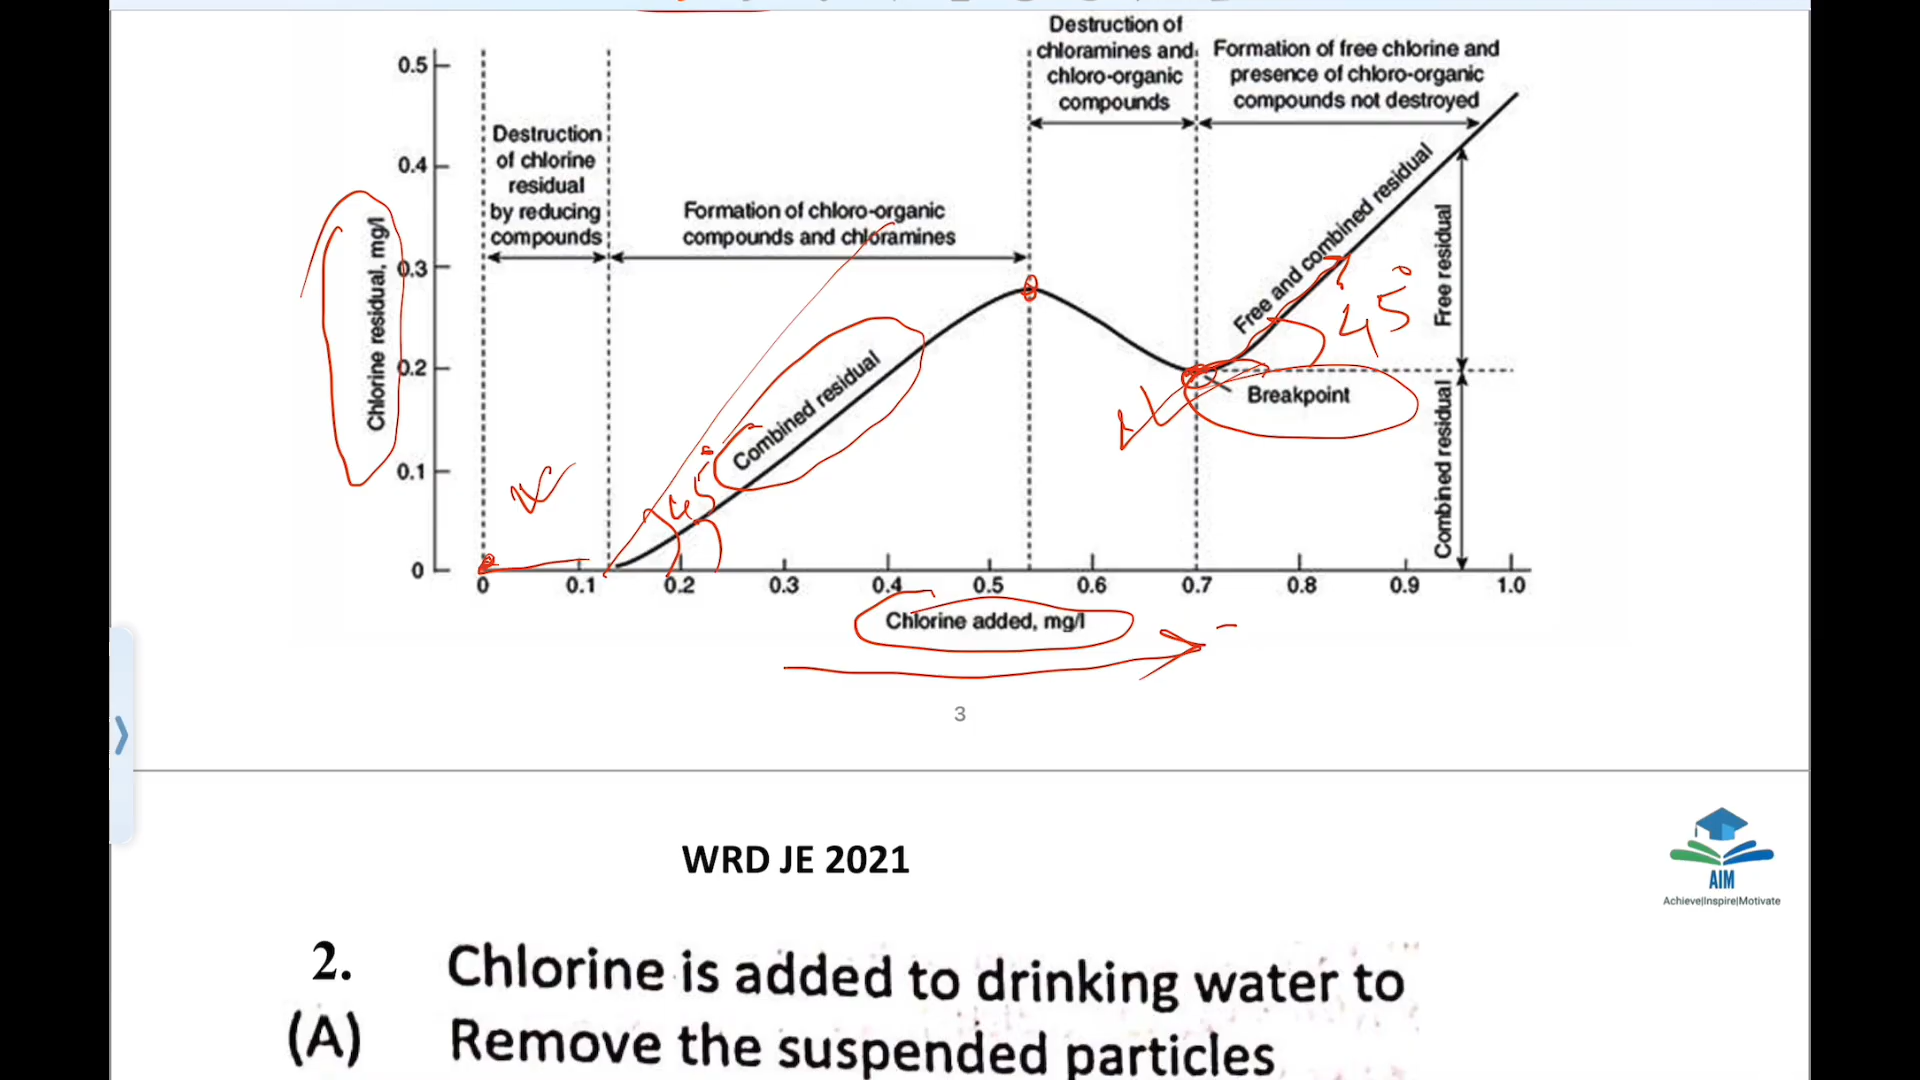 Destruction of
chloramines and
chloro-organic
compounds
Formation of free chlorine and
presence of chloro-organic
compounds not destroyed
Destruction
of chlorine
residual
by reducing
compounds
Formation of chloro-organic
compounds and chloramines
Chlorine residual, mg/l
0.5
0.4
0.3
0.2
0.1
0
Combined residual
45°
Free and combined residual
45°
Free residual
Breakpoint
Combined residual
0
0.1
0.2
0.3
0.4
0.5
0.6
0.7
0.8
0.9
1.0
Chlorine added, mg/l
3
WRD JE 2021
AIM
Achieve|Inspire|Motivate
2. Chlorine is added to drinking water to
(A) Remove the suspended particles